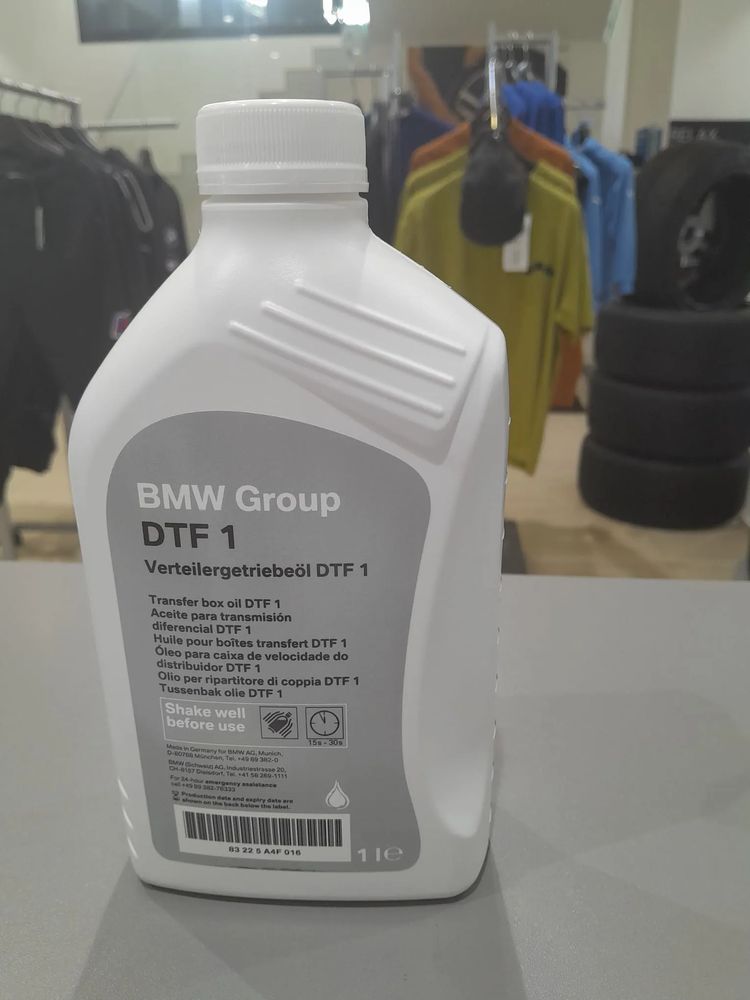 BMW Group
DTF 1
Verteilergetriebeöl DTF 1
Transfer box oil DTF 1
Aceite para transmisión
diferencial DTF 1
Huile pour boîtes transfert DTF 1
Óleo para caixa de velocidade do
distribuidor DTF 1
Olio per ripartitore di coppia DTF 1
Tussenbak olie DTF 1
Shake well
before use
15s - 30s
Made in Germany for BMW AG, Munich,
D-80788 München, Tel. +49 89 382-0
BMW (Schweiz) AG, Industriestrasse 20,
CH-8157 Dielsdorf, Tel. +41 58 269-1111
For 24-hour emergency assistance
call +49 89 382-76333
Production date and expiry date are
shown on the back below the label.
83 22 5 A4F 016
1 l e